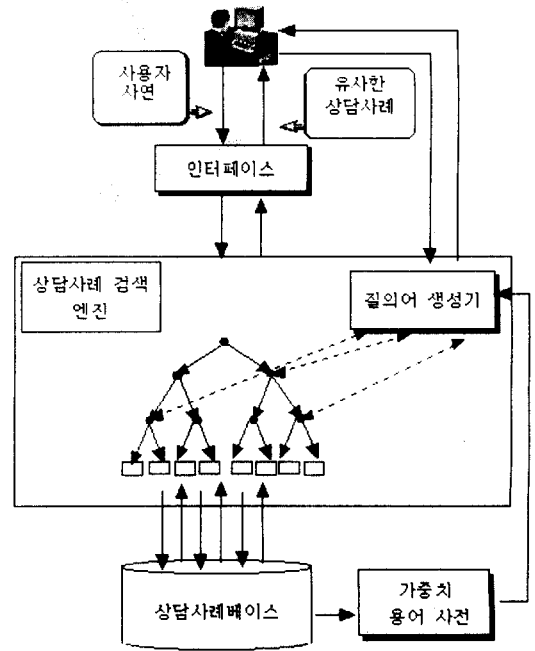 사용자
사연
유사한
상담사례
인터페이스
상담사례 검색
엔진
질의어 생성기
상담사례베이스
가중치
용어 사전